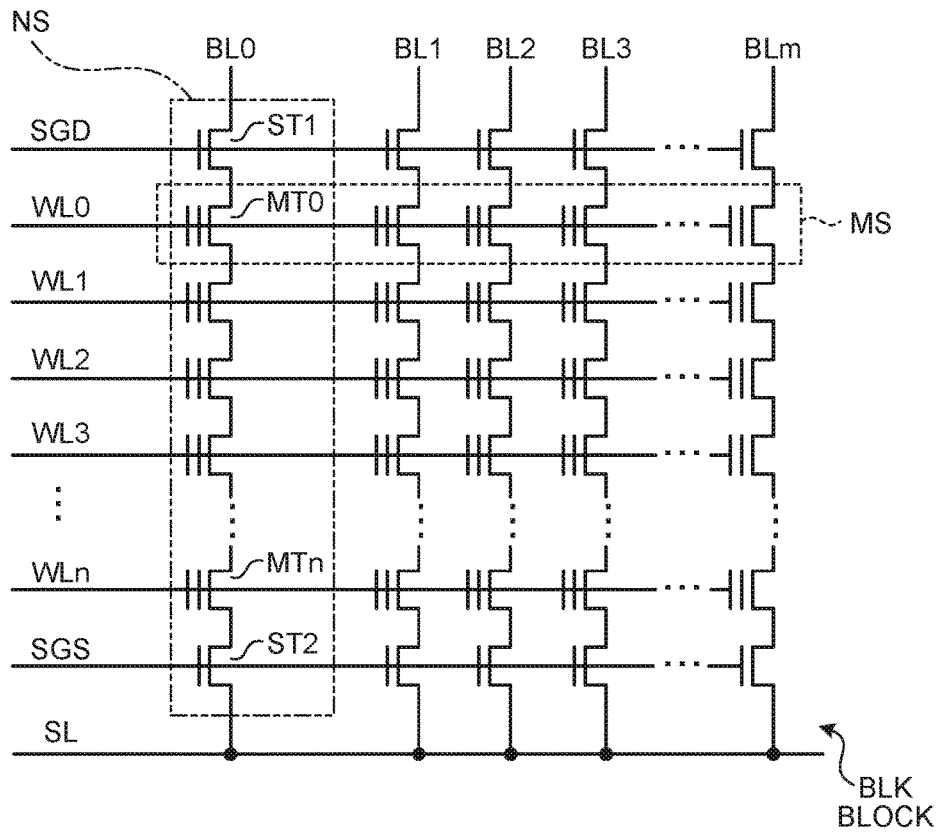 NS
BL0 BL1 BL2 BL3 BLm
SGD
ST1
WL0
MT0
MS
WL1
WL2
WL3
WLn
MTn
SGS
ST2
SL
BLK
BLOCK